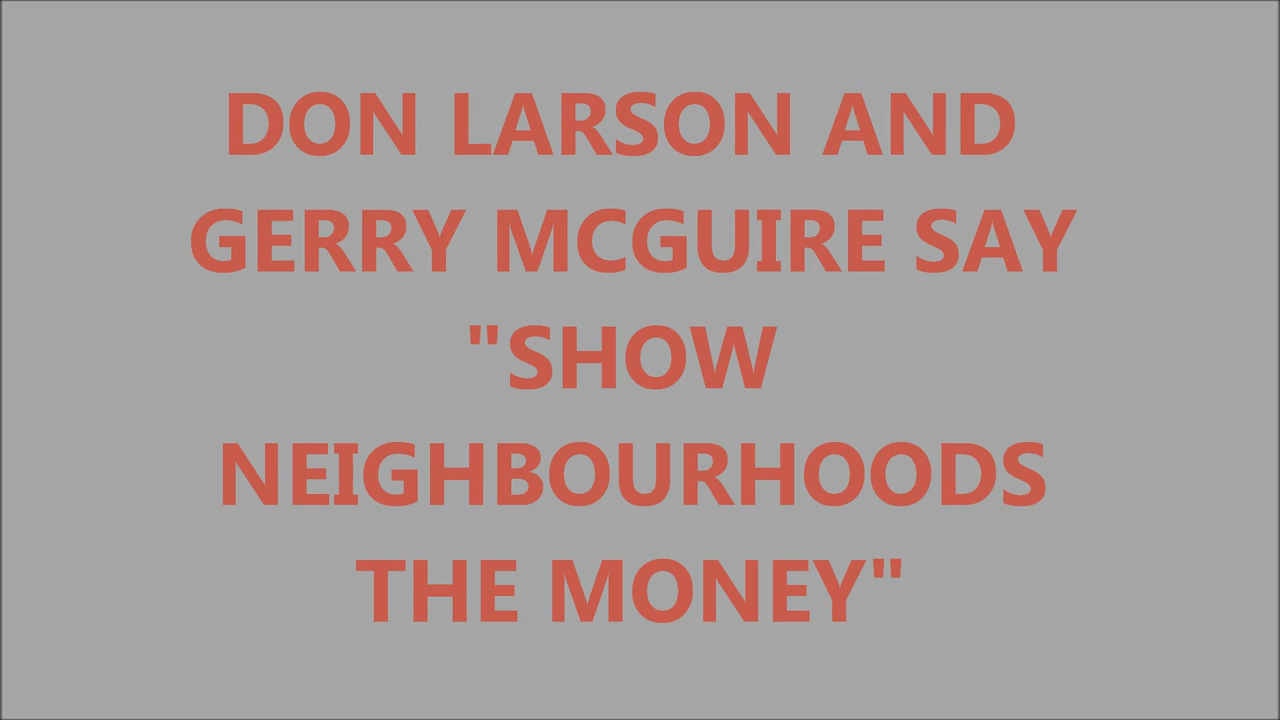 DON LARSON AND
GERRY MCGUIRE SAY
"SHOW
NEIGHBOURHOODS
THE MONEY"